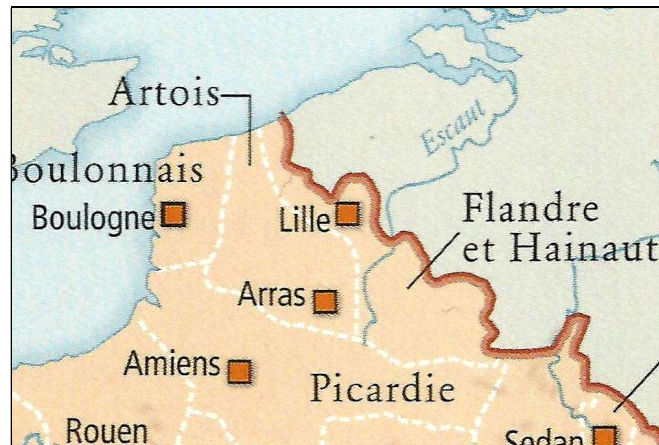 Artois
Escaut
Boulonnais
Boulogne
Lille
Flandre
et Hainaut
Arras
Amiens
Picardie
Rouen
Sedan